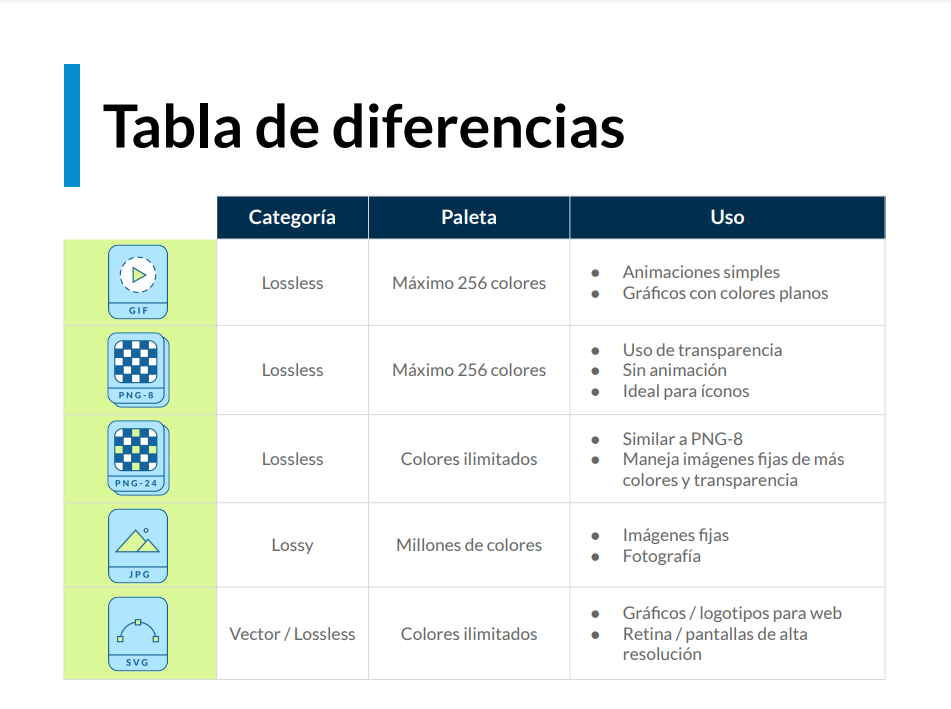 Tabla de diferencias
Categoría Paleta Uso
GIF
Lossless
Máximo 256 colores
● Animaciones simples
● Gráficos con colores planos
PNG-8
Lossless
Máximo 256 colores
● Uso de transparencia
● Sin animación
● Ideal para íconos
PNG-24
Lossless
Colores ilimitados
● Similar a PNG-8
● Maneja imágenes fijas de más
colores y transparencia
JPG
Lossy
Millones de colores
● Imágenes fijas
● Fotografía
SVG
Vector / Lossless
Colores ilimitados
● Gráficos / logotipos para web
● Retina / pantallas de alta
resolución